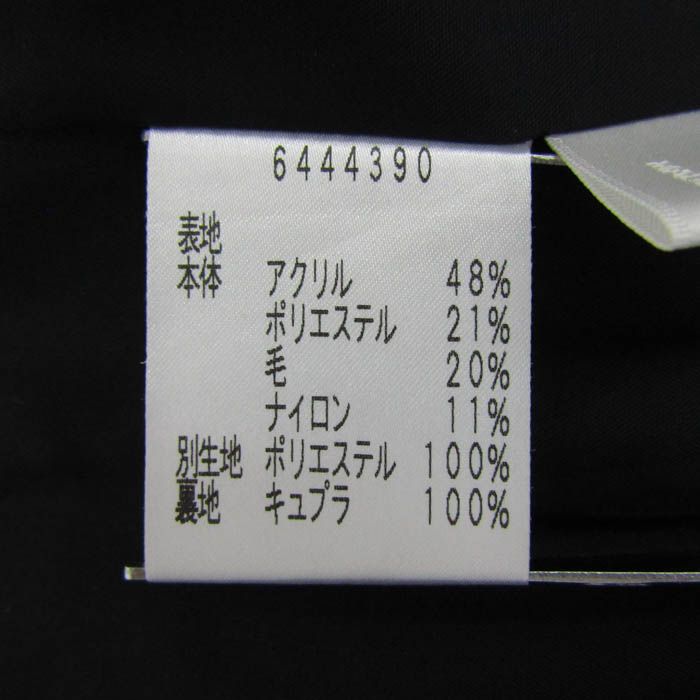 6444390
表地
本体 アクリル 48%
ポリエステル 21%
毛 20%
ナイロン 11%
別生地 ポリエステル 100%
裏地 キュプラ 100%